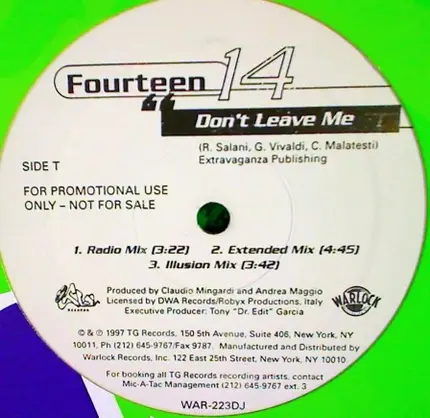 Fourteen 14
"Don't Leave Me
(R. Salani, G. Vivaldi, C. Malatesti)
Extravaganza Publishing
SIDE T
FOR PROMOTIONAL USE
ONLY – NOT FOR SALE
1. Radio Mix (3:22) 2. Extended Mix (4:45)
3. Illusion Mix (3:42)
Produced by Claudio Mingardi and Andrea Maggio
Licensed by DWA Records/Robyx Productions, Italy
Executive Producer: Tony "Dr. Edit" Garcia
RECORDS
WARLOCK
© & ℗ 1997 TG Records, 150 5th Avenue, Suite 406, New York, NY
10011, Ph (212) 645-9767/Fax 9787. Manufactured and Distributed by
Warlock Records, Inc. 122 East 25th Street, New York, NY 10010
For booking all TG Records recording artists, contact
Mic-A-Tac Management (212) 645-9767 ext. 3
WAR-223DJ